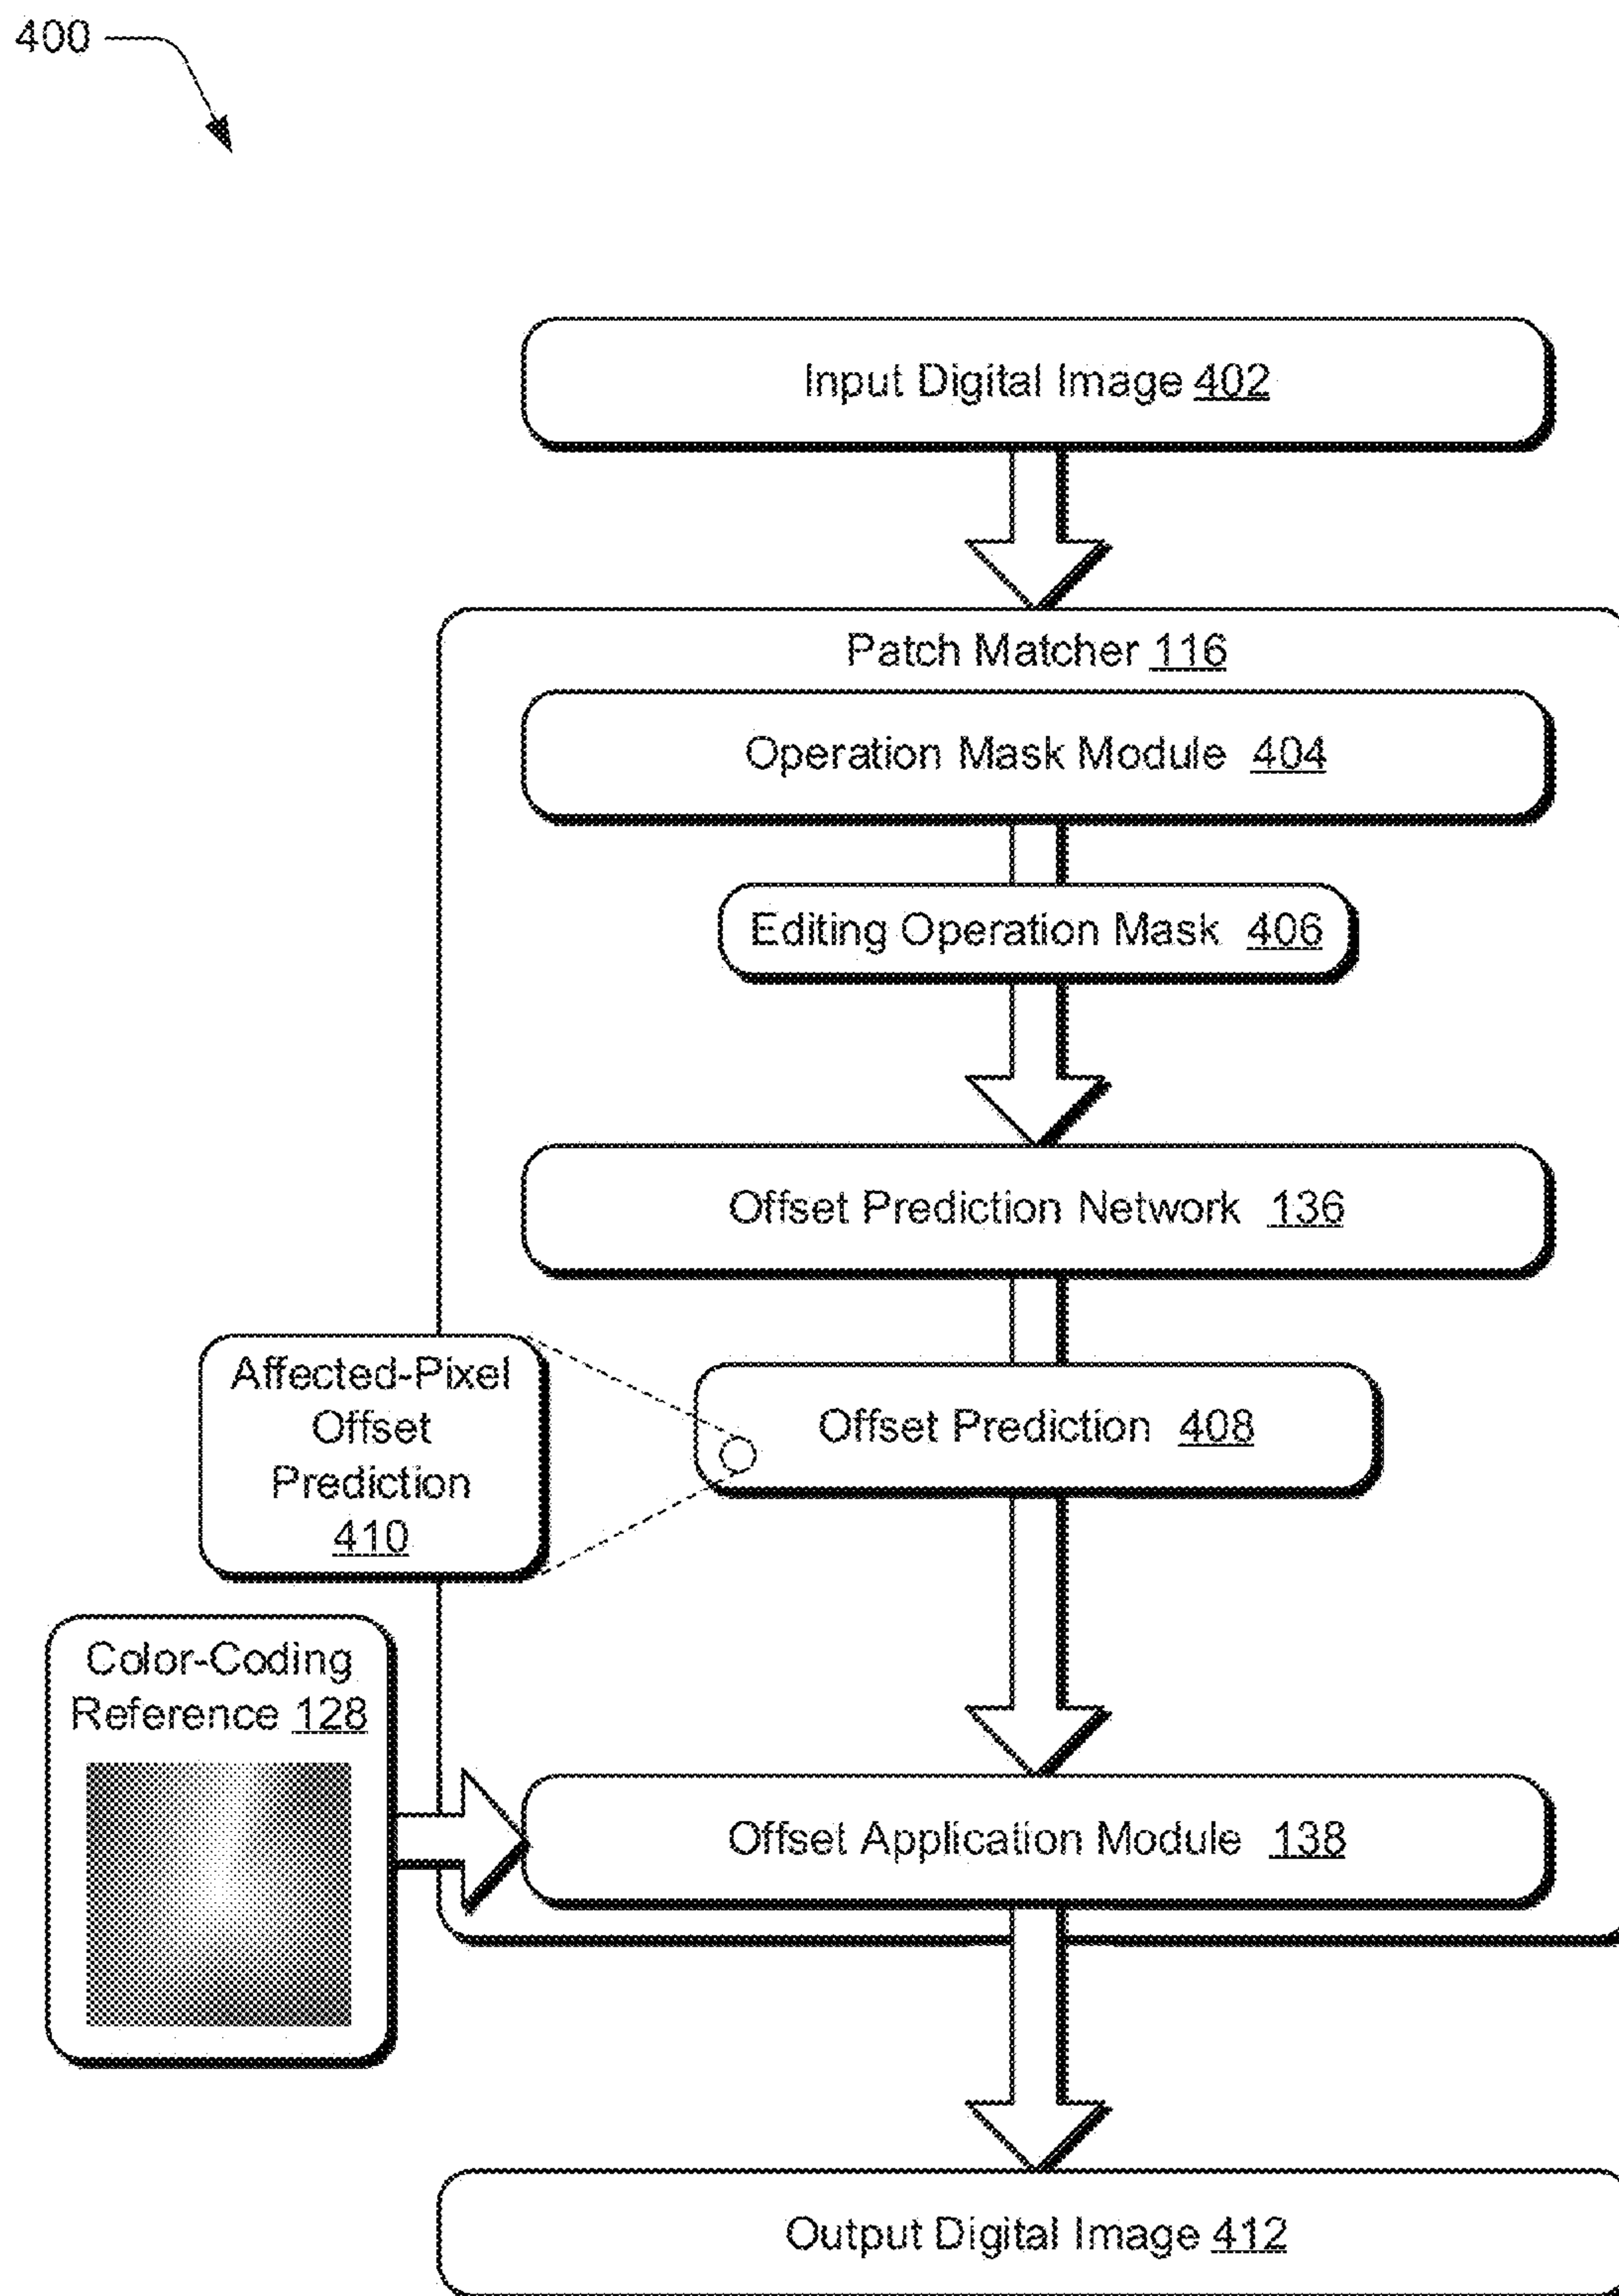 400
Input Digital Image 402
Patch Matcher 116
Operation Mask Module 404
Editing Operation Mask 406
Offset Prediction Network 136
Affected-Pixel
Offset
Prediction
410
Offset Prediction 408
Color-Coding
Reference 128
Offset Application Module 138
Output Digital Image 412